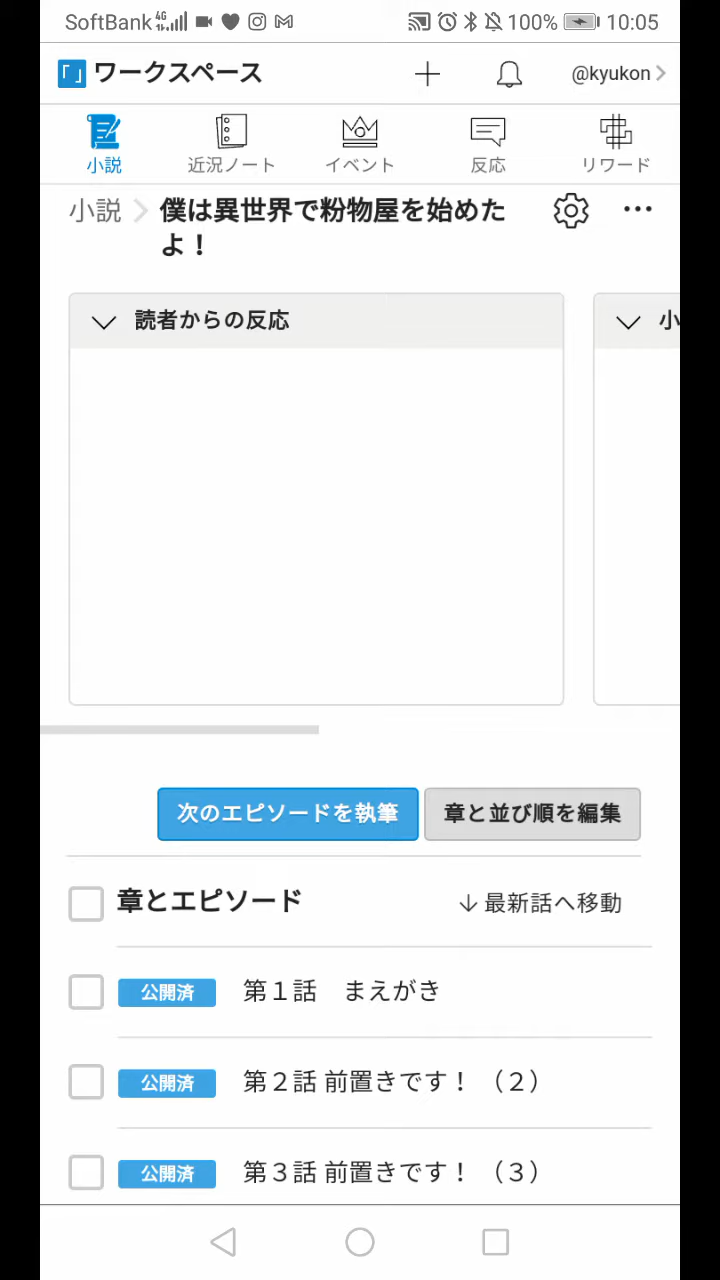 SoftBank 4G 100% 10:05
ワークスペース @kyukon
小説 近況ノート イベント 反応 リワード
小説 僕は異世界で粉物屋を始めた
よ！
読者からの反応 小
次のエピソードを執筆 章と並び順を編集
章とエピソード ↓最新話へ移動
公開済 第１話　まえがき
公開済 第２話 前置きです！（２）
公開済 第３話 前置きです！（３）